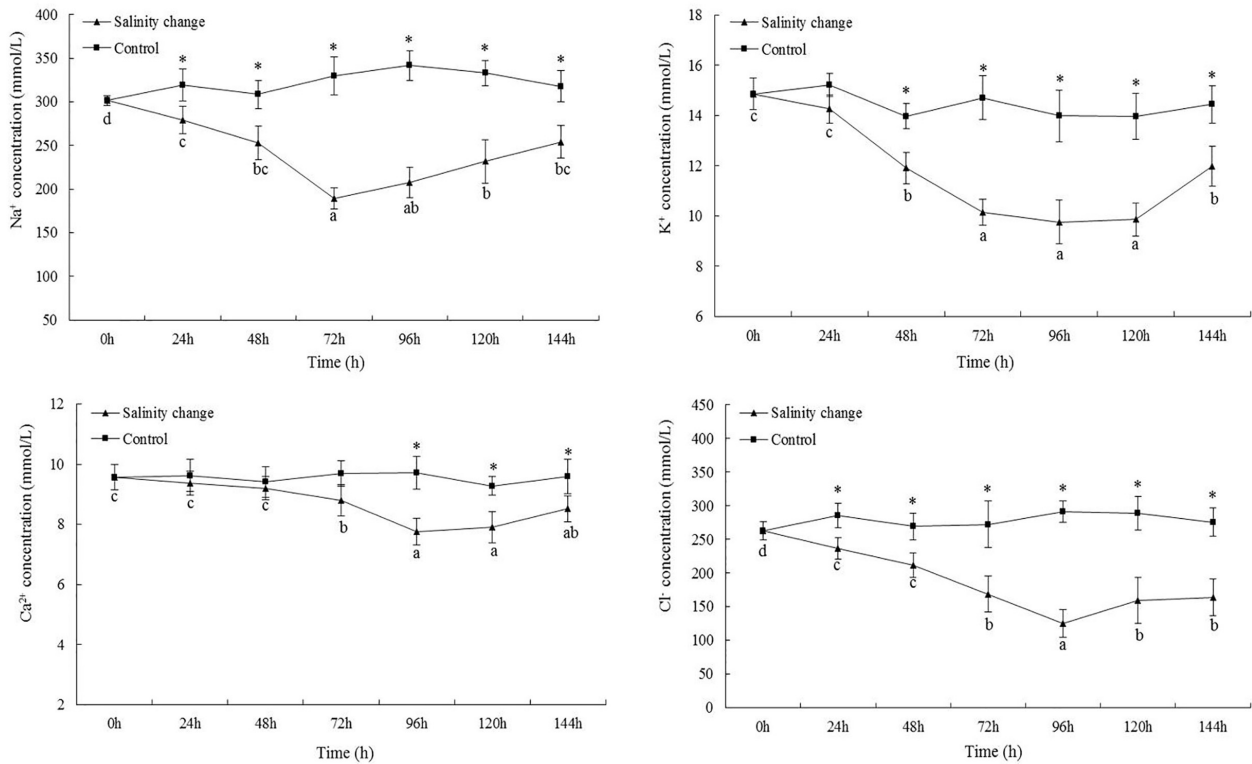 Na⁺ concentration (mmol/L)
400
350
300
250
200
150
100
50
Salinity change
Control
* * * * * *
d c bc a ab b bc
0h 24h 48h 72h 96h 120h 144h
Time (h)
K⁺ concentration (mmol/L)
18
16
14
12
10
8
6
Salinity change
Control
* * * * *
c c b a a a b
0h 24h 48h 72h 96h 120h 144h
Time (h)
Ca²⁺ concentration (mmol/L)
12
10
8
6
4
2
Salinity change
Control
* * *
c c c b a a ab
0h 24h 48h 72h 96h 120h 144h
Time (h)
Cl⁻ concentration (mmol/L)
450
400
350
300
250
200
150
100
50
0
Salinity change
Control
* * * * * *
d c c b a b b
0h 24h 48h 72h 96h 120h 144h
Time (h)